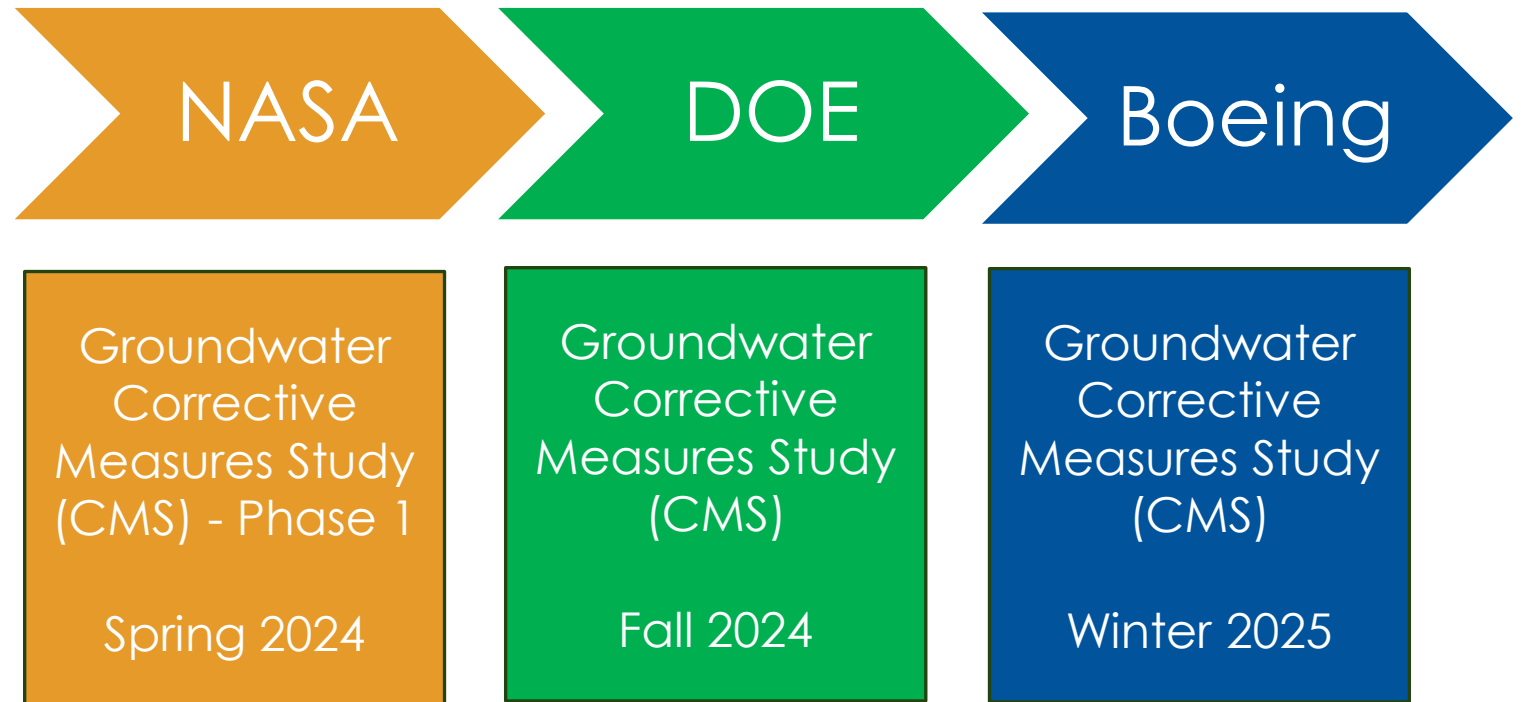 NASA
DOE
Boeing
Groundwater
Corrective
Measures Study
(CMS) - Phase 1
Spring 2024
Groundwater
Corrective
Measures Study
(CMS)
Fall 2024
Groundwater
Corrective
Measures Study
(CMS)
Winter 2025